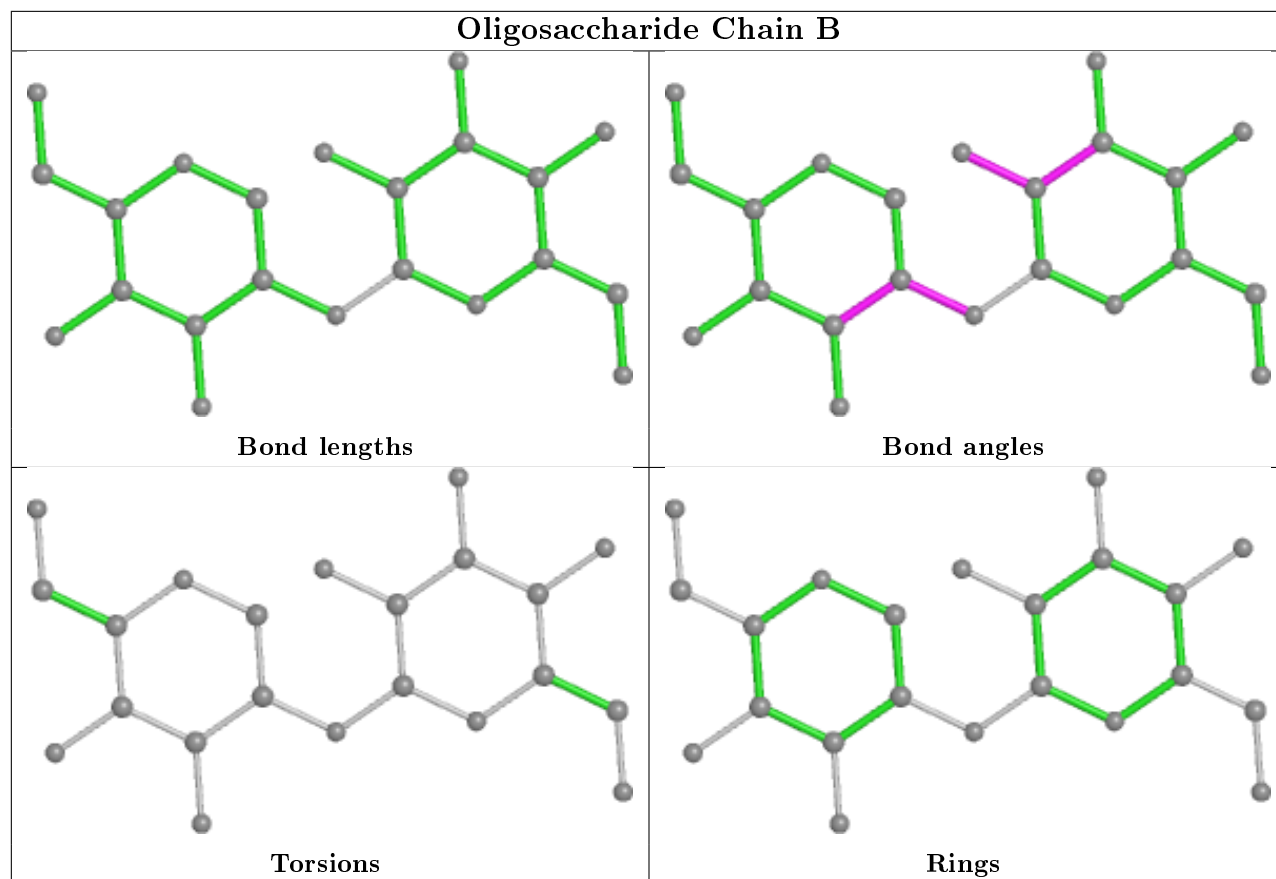 Oligosaccharide Chain B
Bond lengths
Bond angles
Torsions
Rings